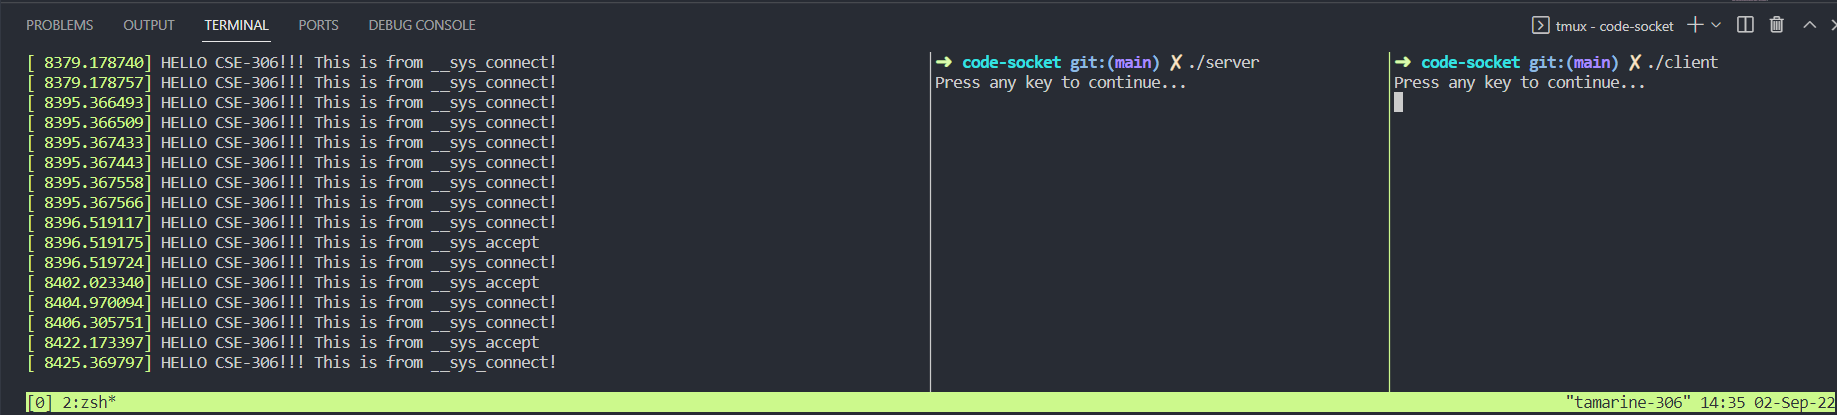 PROBLEMS OUTPUT TERMINAL PORTS DEBUG CONSOLE tmux - code-socket
[ 8379.178740] HELLO CSE-306!!! This is from __sys_connect!
[ 8379.178757] HELLO CSE-306!!! This is from __sys_connect!
[ 8395.366493] HELLO CSE-306!!! This is from __sys_connect!
[ 8395.366509] HELLO CSE-306!!! This is from __sys_connect!
[ 8395.367433] HELLO CSE-306!!! This is from __sys_connect!
[ 8395.367443] HELLO CSE-306!!! This is from __sys_connect!
[ 8395.367558] HELLO CSE-306!!! This is from __sys_connect!
[ 8395.367566] HELLO CSE-306!!! This is from __sys_connect!
[ 8396.519117] HELLO CSE-306!!! This is from __sys_connect!
[ 8396.519175] HELLO CSE-306!!! This is from __sys_accept
[ 8396.519724] HELLO CSE-306!!! This is from __sys_connect!
[ 8402.023340] HELLO CSE-306!!! This is from __sys_accept
[ 8404.970094] HELLO CSE-306!!! This is from __sys_connect!
[ 8406.305751] HELLO CSE-306!!! This is from __sys_connect!
[ 8422.173397] HELLO CSE-306!!! This is from __sys_accept
[ 8425.369797] HELLO CSE-306!!! This is from __sys_connect!
➜ code-socket git:(main) ✗ ./server
Press any key to continue...
➜ code-socket git:(main) ✗ ./client
Press any key to continue...
[0] 2:zsh* "tamarine-306" 14:35 02-Sep-22